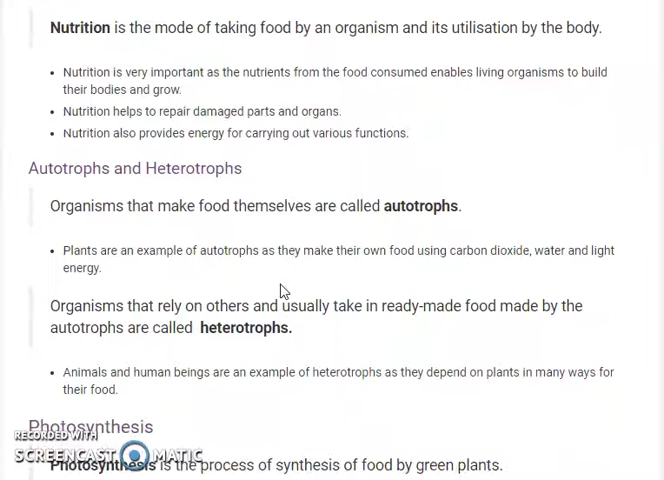 Nutrition is the mode of taking food by an organism and its utilisation by the body.
• Nutrition is very important as the nutrients from the food consumed enables living organisms to build
their bodies and grow.
• Nutrition helps to repair damaged parts and organs.
• Nutrition also provides energy for carrying out various functions.
Autotrophs and Heterotrophs
Organisms that make food themselves are called autotrophs.
• Plants are an example of autotrophs as they make their own food using carbon dioxide, water and light
energy.
Organisms that rely on others and usually take in ready-made food made by the
autotrophs are called heterotrophs.
• Animals and human beings are an example of heterotrophs as they depend on plants in many ways for
their food.
Photosynthesis
RECORDED WITH
SCREENCAST MATIC
Photosynthesis is the process of synthesis of food by green plants.